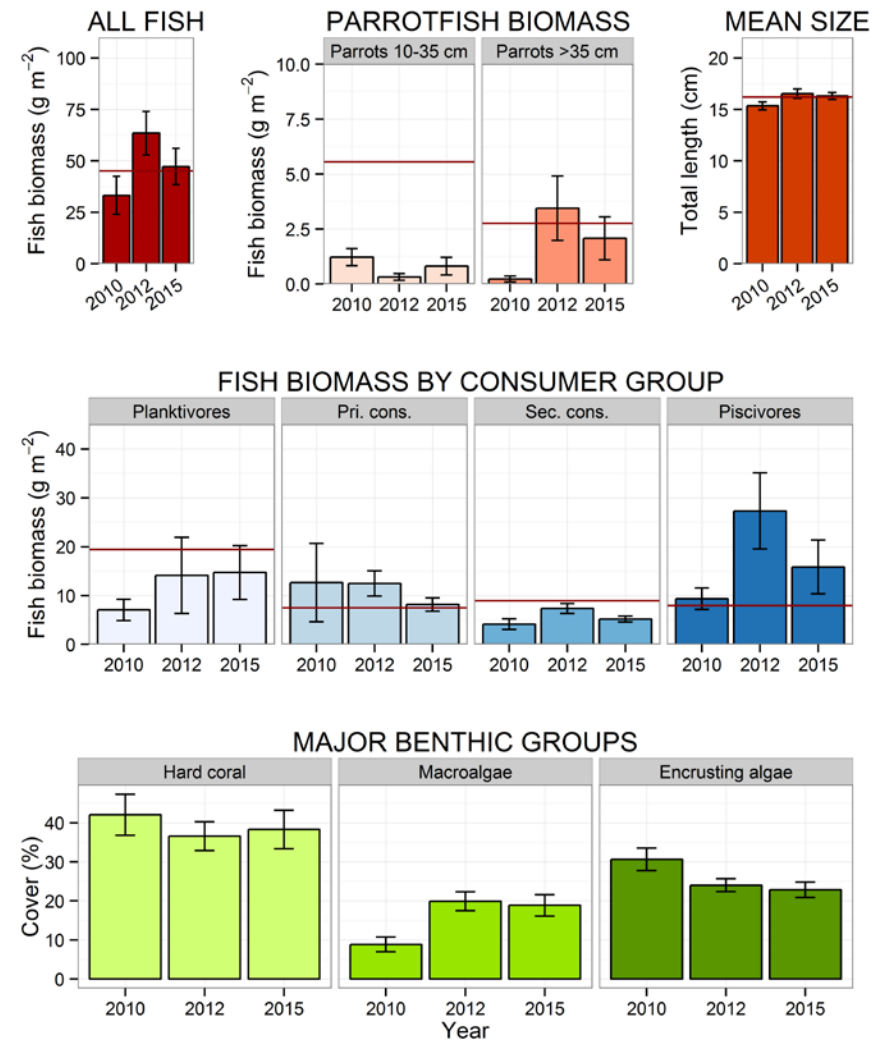 ALL FISH
Fish biomass (g m−2)
100
75
50
25
0
2010
2012
2015
PARROTFISH BIOMASS
Parrots 10-35 cm
Parrots >35 cm
Fish biomass (g m−2)
10.0
7.5
5.0
2.5
0.0
2010 2012 2015
2010 2012 2015
MEAN SIZE
Total length (cm)
20
15
10
5
0
2010
2012
2015
FISH BIOMASS BY CONSUMER GROUP
Planktivores
Pri. cons.
Sec. cons.
Piscivores
Fish biomass (g m−2)
40
30
20
10
0
2010 2012 2015
2010 2012 2015
2010 2012 2015
2010 2012 2015
MAJOR BENTHIC GROUPS
Hard coral
Macroalgae
Encrusting algae
Cover (%)
40
30
20
10
0
2010 2012 2015
2010 2012 2015
2010 2012 2015
Year